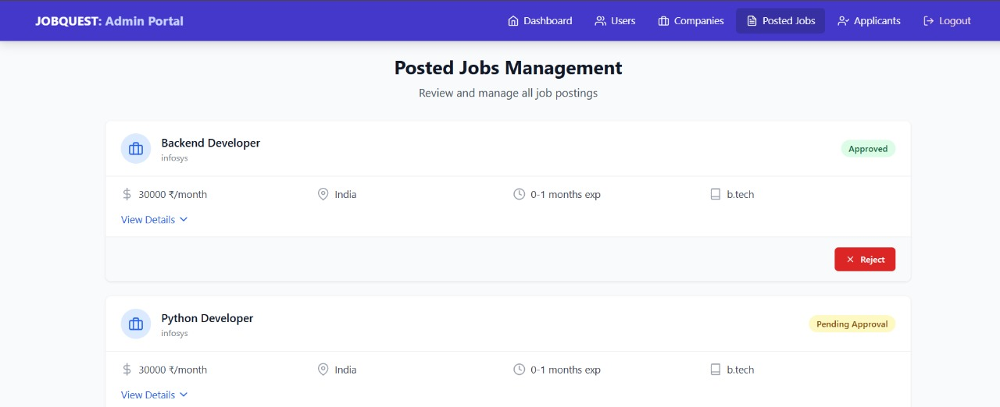 JOBQUEST: Admin Portal
Dashboard Users Companies Posted Jobs Applicants Logout
Posted Jobs Management
Review and manage all job postings
Backend Developer
infosys
Approved
30000 ₹/month India 0-1 months exp b.tech
View Details
Reject
Python Developer
infosys
Pending Approval
30000 ₹/month India 0-1 months exp b.tech
View Details